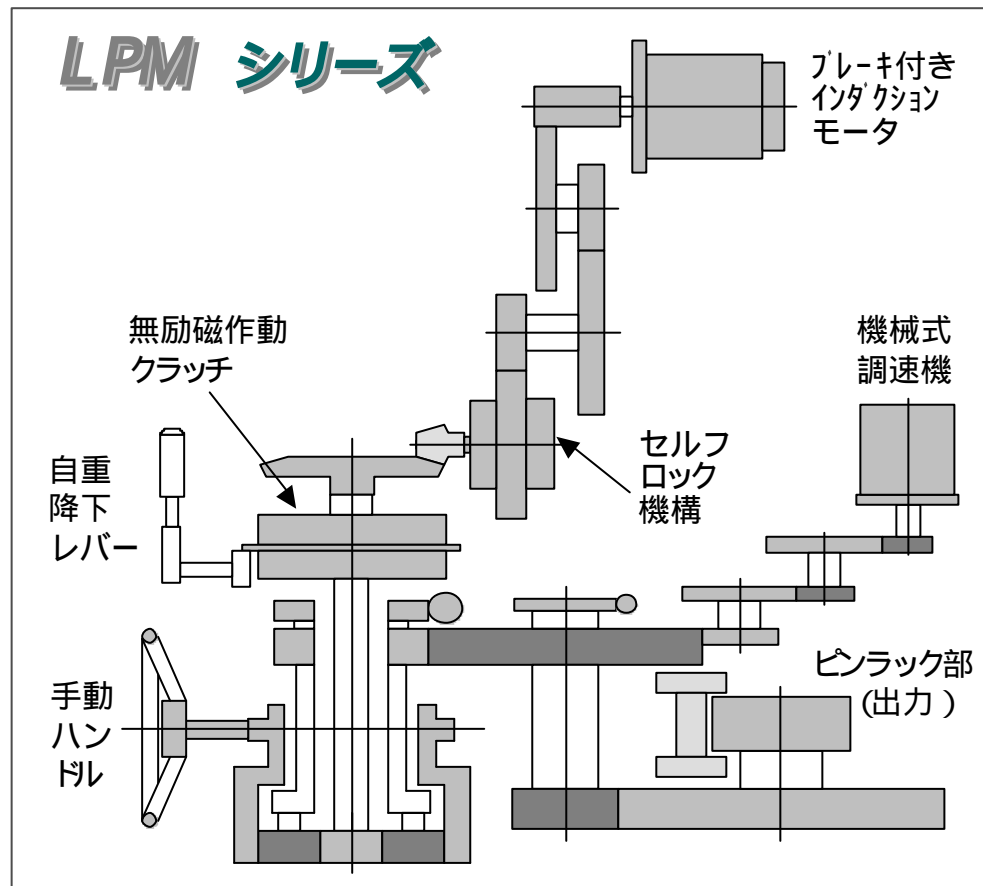 LPM シリーズ
ブレーキ付き
インダクション
モータ
無励磁作動
クラッチ
機械式
調速機
自重
降下
レバー
セルフ
ロック
機構
手動
ハン
ドル
ピンラック部
(出力)